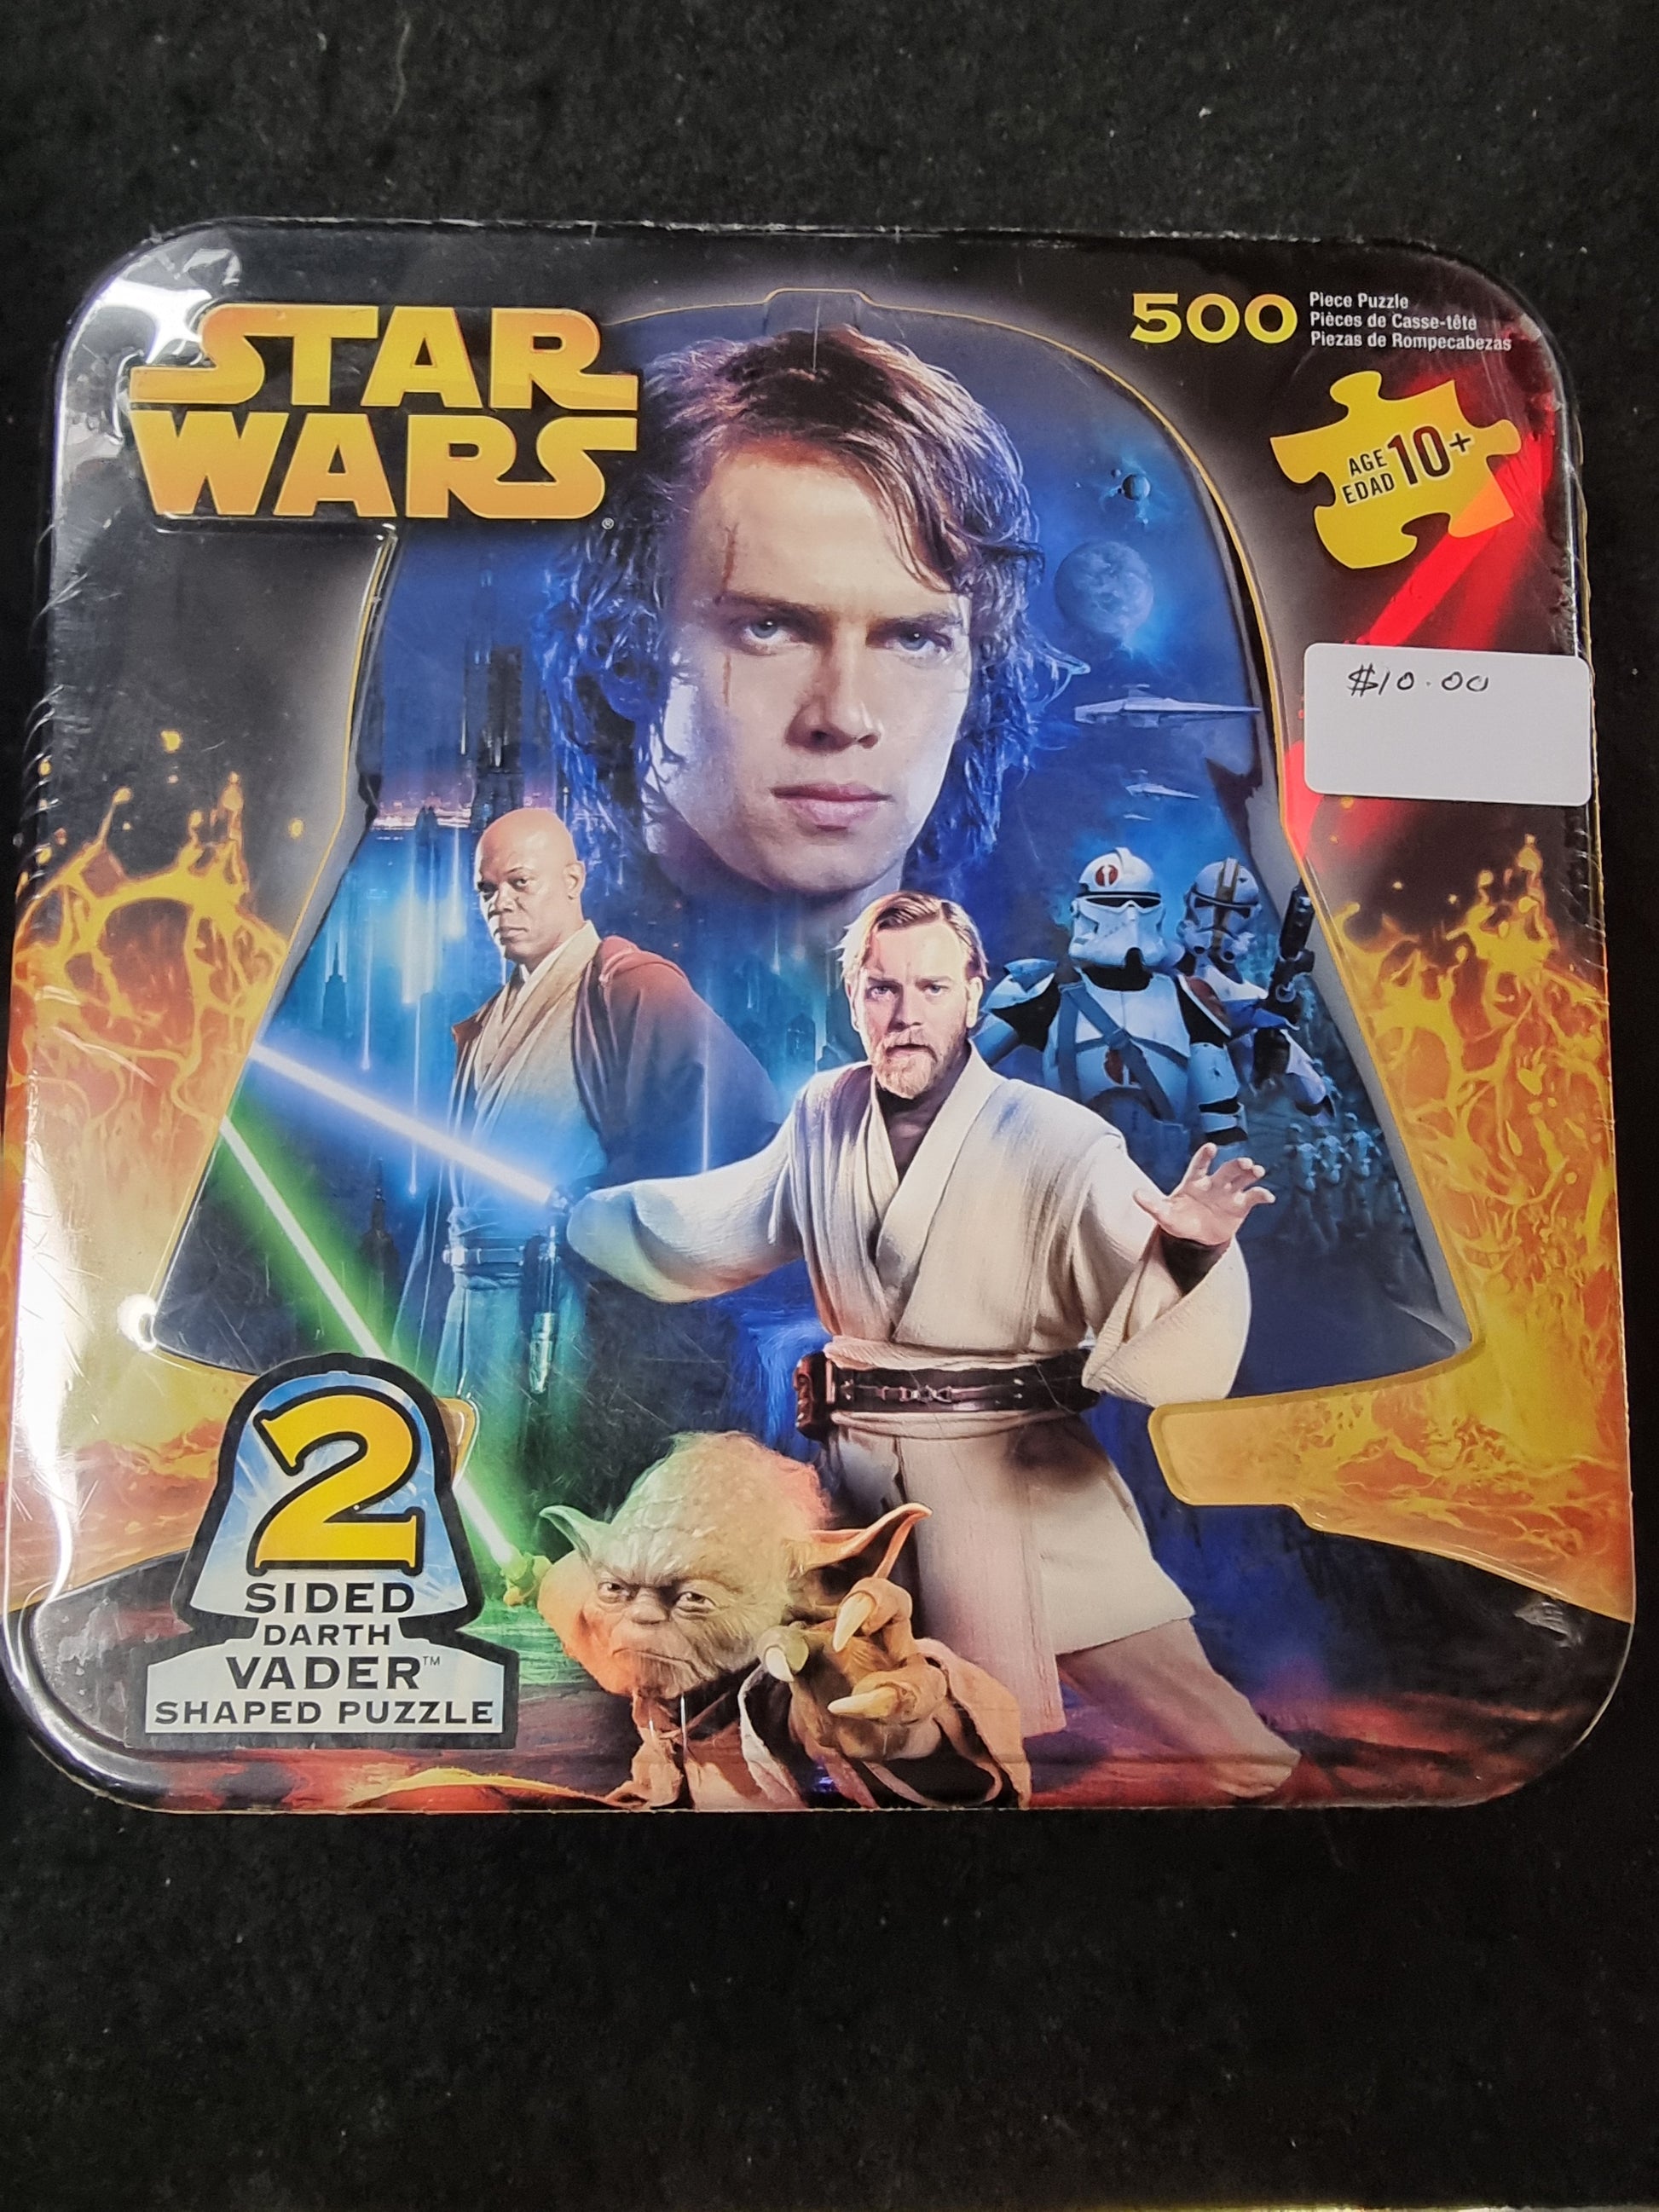 STAR
WARS®
500
Piece Puzzle
Pièces de Casse-tête
Piezas de Rompecabezas
AGE
EDAD
10+
$10.00
2
SIDED
DARTH
VADER™
SHAPED PUZZLE